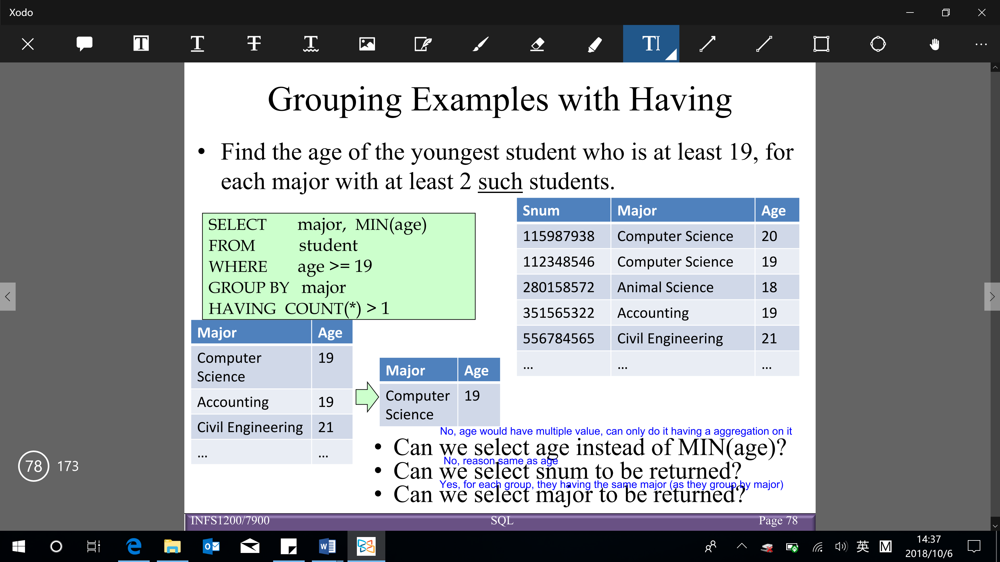 Xodo
Grouping Examples with Having
• Find the age of the youngest student who is at least 19, for
each major with at least 2 such students.
SELECT major, MIN(age)
FROM student
WHERE age >= 19
GROUP BY major
HAVING COUNT(*) > 1
Snum Major Age
115987938 Computer Science 20
112348546 Computer Science 19
280158572 Animal Science 18
351565322 Accounting 19
556784565 Civil Engineering 21
... ... ...
Major Age
Computer Science 19
Accounting 19
Civil Engineering 21
... ...
Major Age
Computer Science 19
No, age would have multiple value, can only do it having a aggregation on it
• Can we select age instead of MIN(age)?
No, reason same as age
• Can we select snum to be returned?
Yes, for each group, they having the same major (as they group by major)
• Can we select major to be returned?
78 173
INFS1200/7900 SQL Page 78
英 M 14:37
2018/10/6